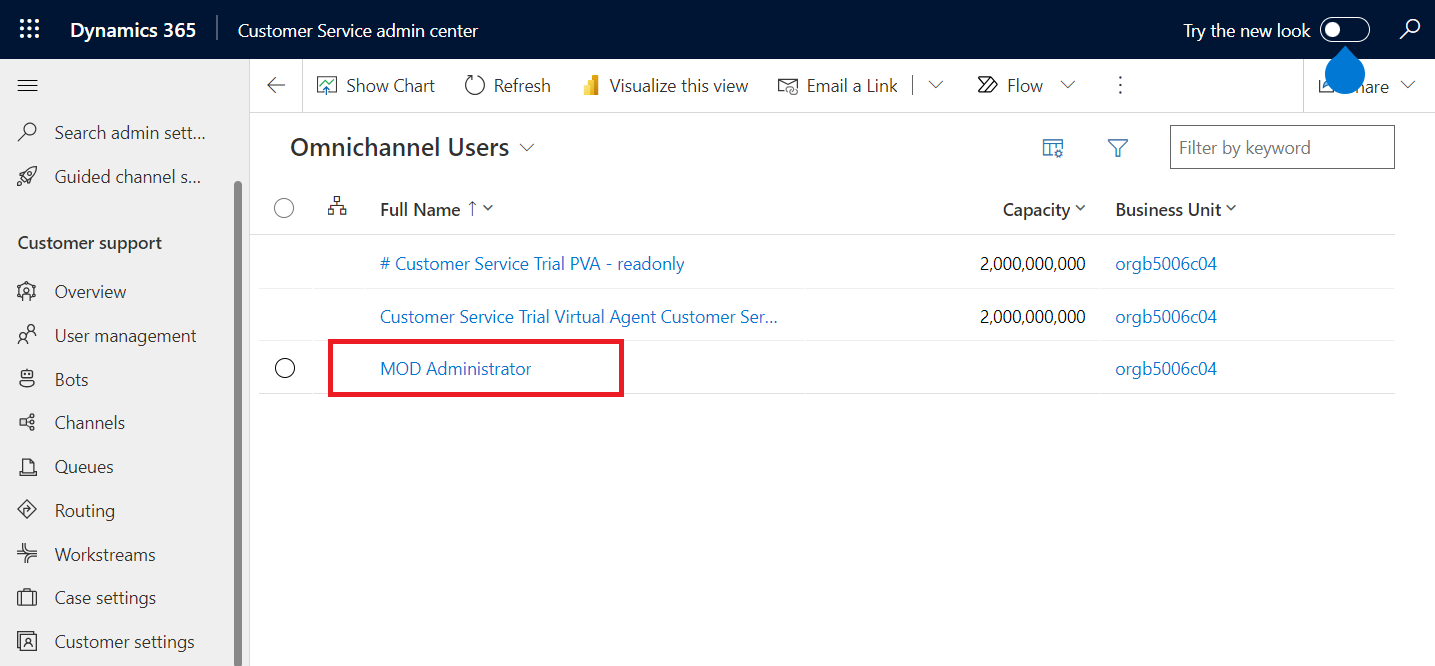 Dynamics 365
Customer Service admin center
Try the new look
Show Chart
Refresh
Visualize this view
Email a Link
Flow
hare
Search admin sett...
Guided channel s...
Customer support
Overview
User management
Bots
Channels
Queues
Routing
Workstreams
Case settings
Customer settings
Omnichannel Users
Filter by keyword
Full Name ↑ Capacity Business Unit
# Customer Service Trial PVA - readonly 2,000,000,000 orgb5006c04
Customer Service Trial Virtual Agent Customer Ser... 2,000,000,000 orgb5006c04
MOD Administrator orgb5006c04